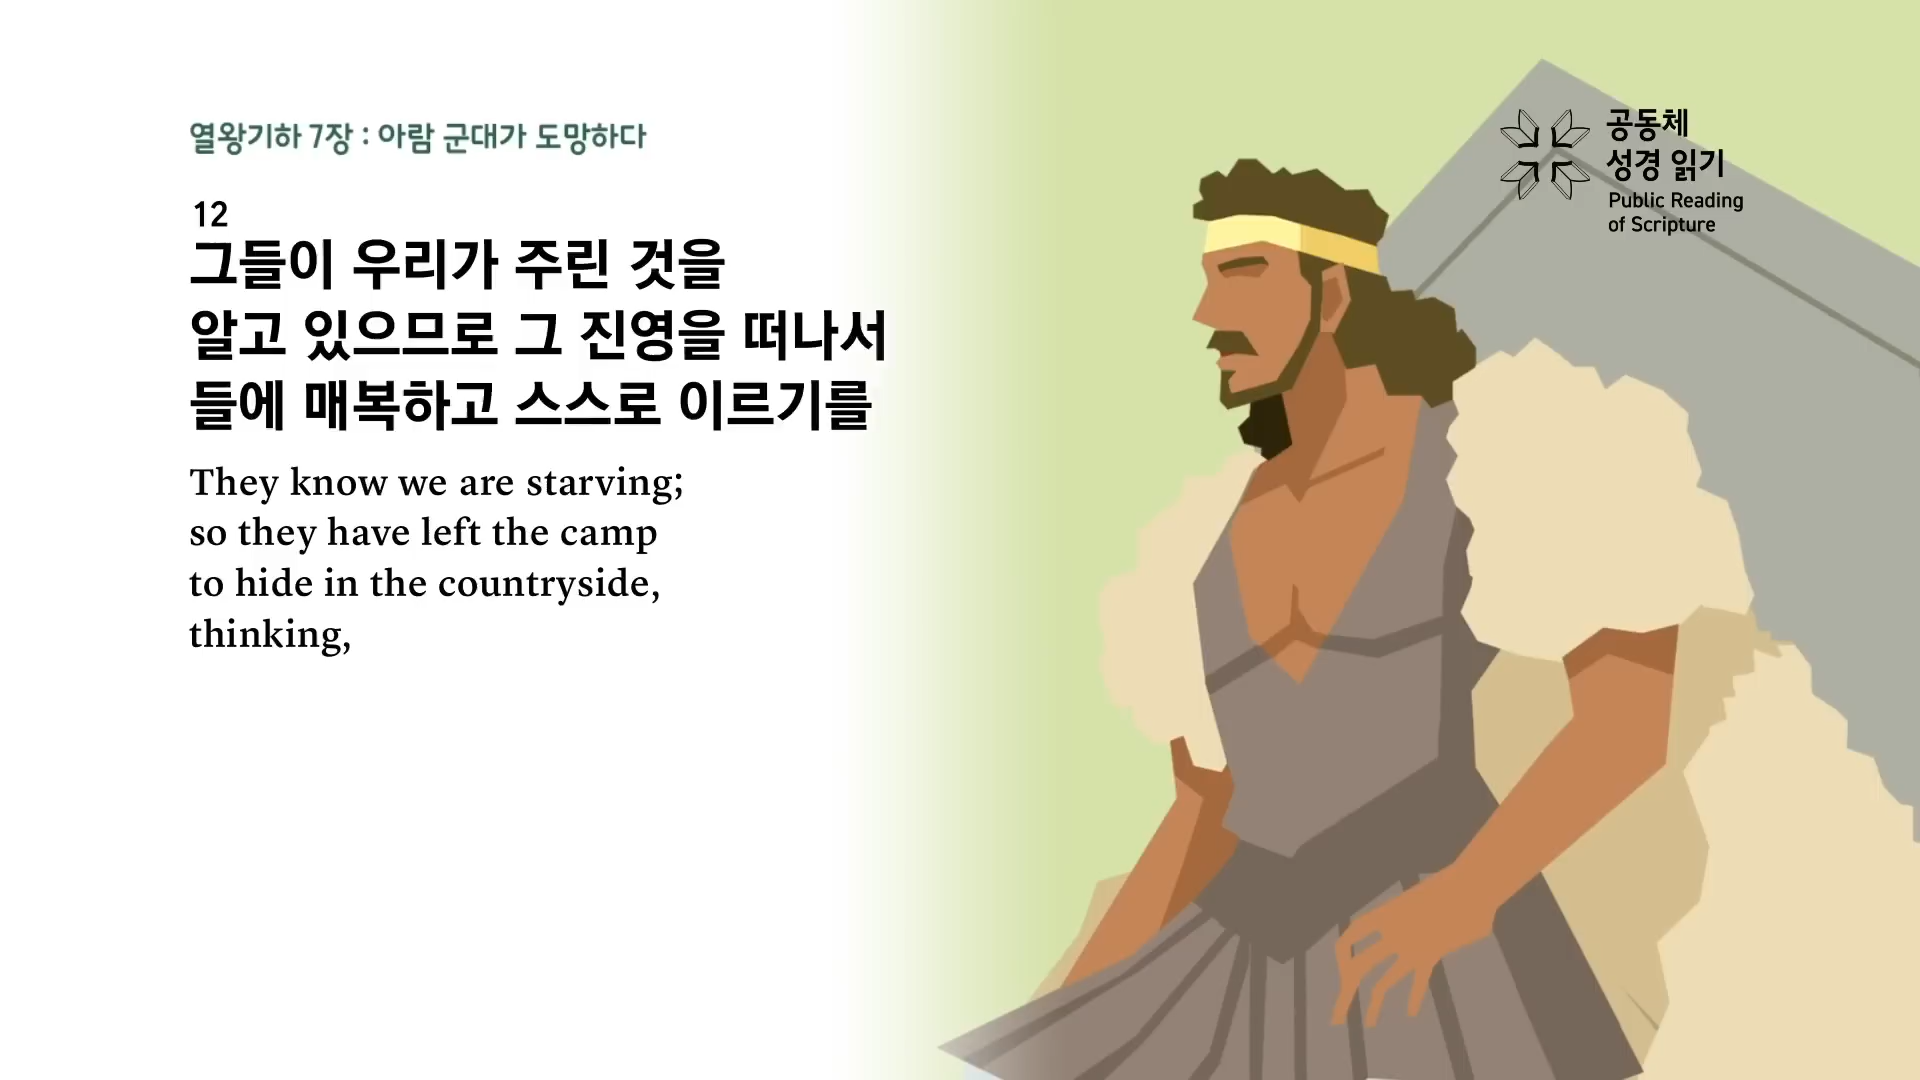 열왕기하 7장 : 아람 군대가 도망하다
12
그들이 우리가 주린 것을
알고 있으므로 그 진영을 떠나서
들에 매복하고 스스로 이르기를
They know we are starving;
so they have left the camp
to hide in the countryside,
thinking,
공동체
성경 읽기
Public Reading
of Scripture